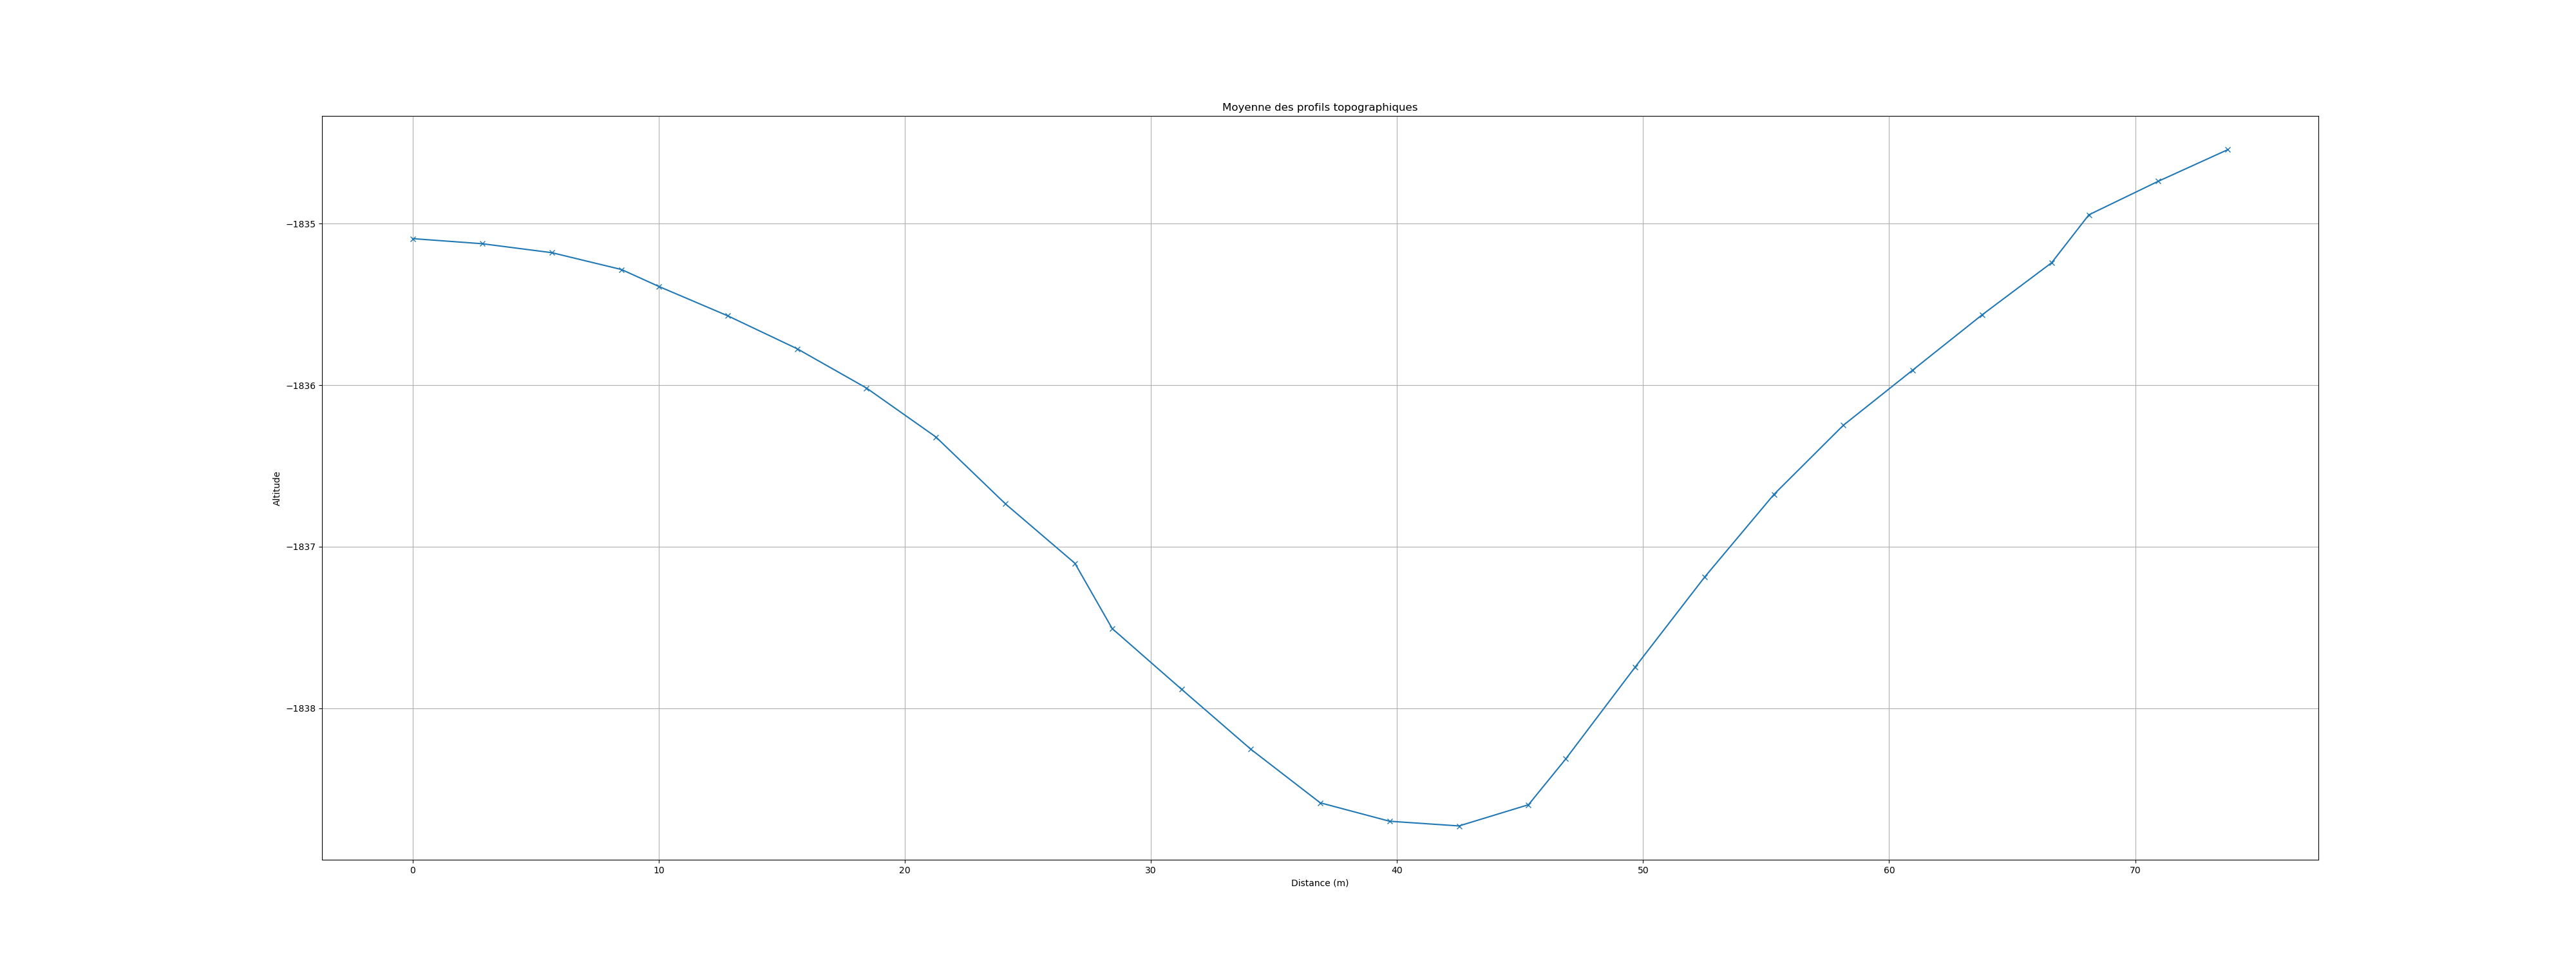 Moyenne des profils topographiques
−1835
−1836
−1837
−1838
Altitude
0 10 20 30 40 50 60 70
Distance (m)